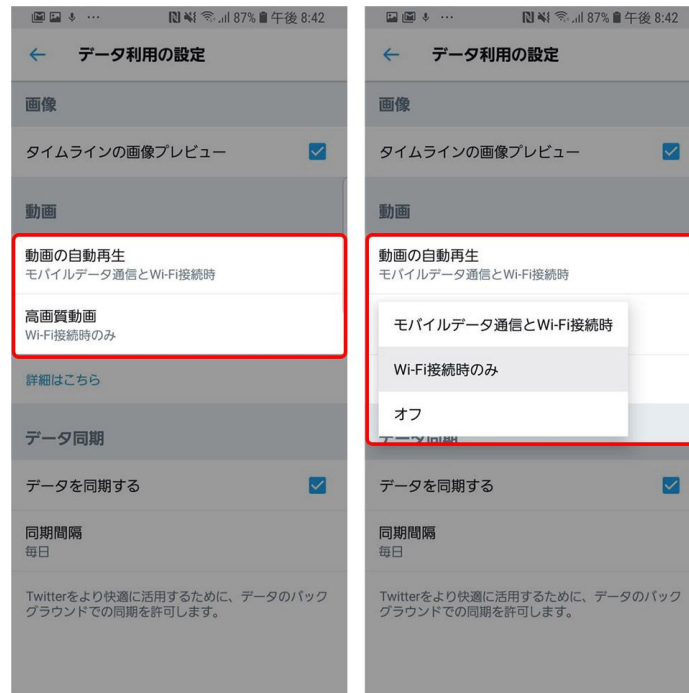 87% 午後 8:42
データ利用の設定
画像
タイムラインの画像プレビュー
動画
動画の自動再生
モバイルデータ通信とWi-Fi接続時
高画質動画
Wi-Fi接続時のみ
詳細はこちら
データ同期
データを同期する
同期間隔
毎日
Twitterをより快適に活用するために、データのバック
グラウンドでの同期を許可します。
87% 午後 8:42
データ利用の設定
画像
タイムラインの画像プレビュー
動画
動画の自動再生
モバイルデータ通信とWi-Fi接続時
モバイルデータ通信とWi-Fi接続時
Wi-Fi接続時のみ
オフ
データ同期
データを同期する
同期間隔
毎日
Twitterをより快適に活用するために、データのバック
グラウンドでの同期を許可します。